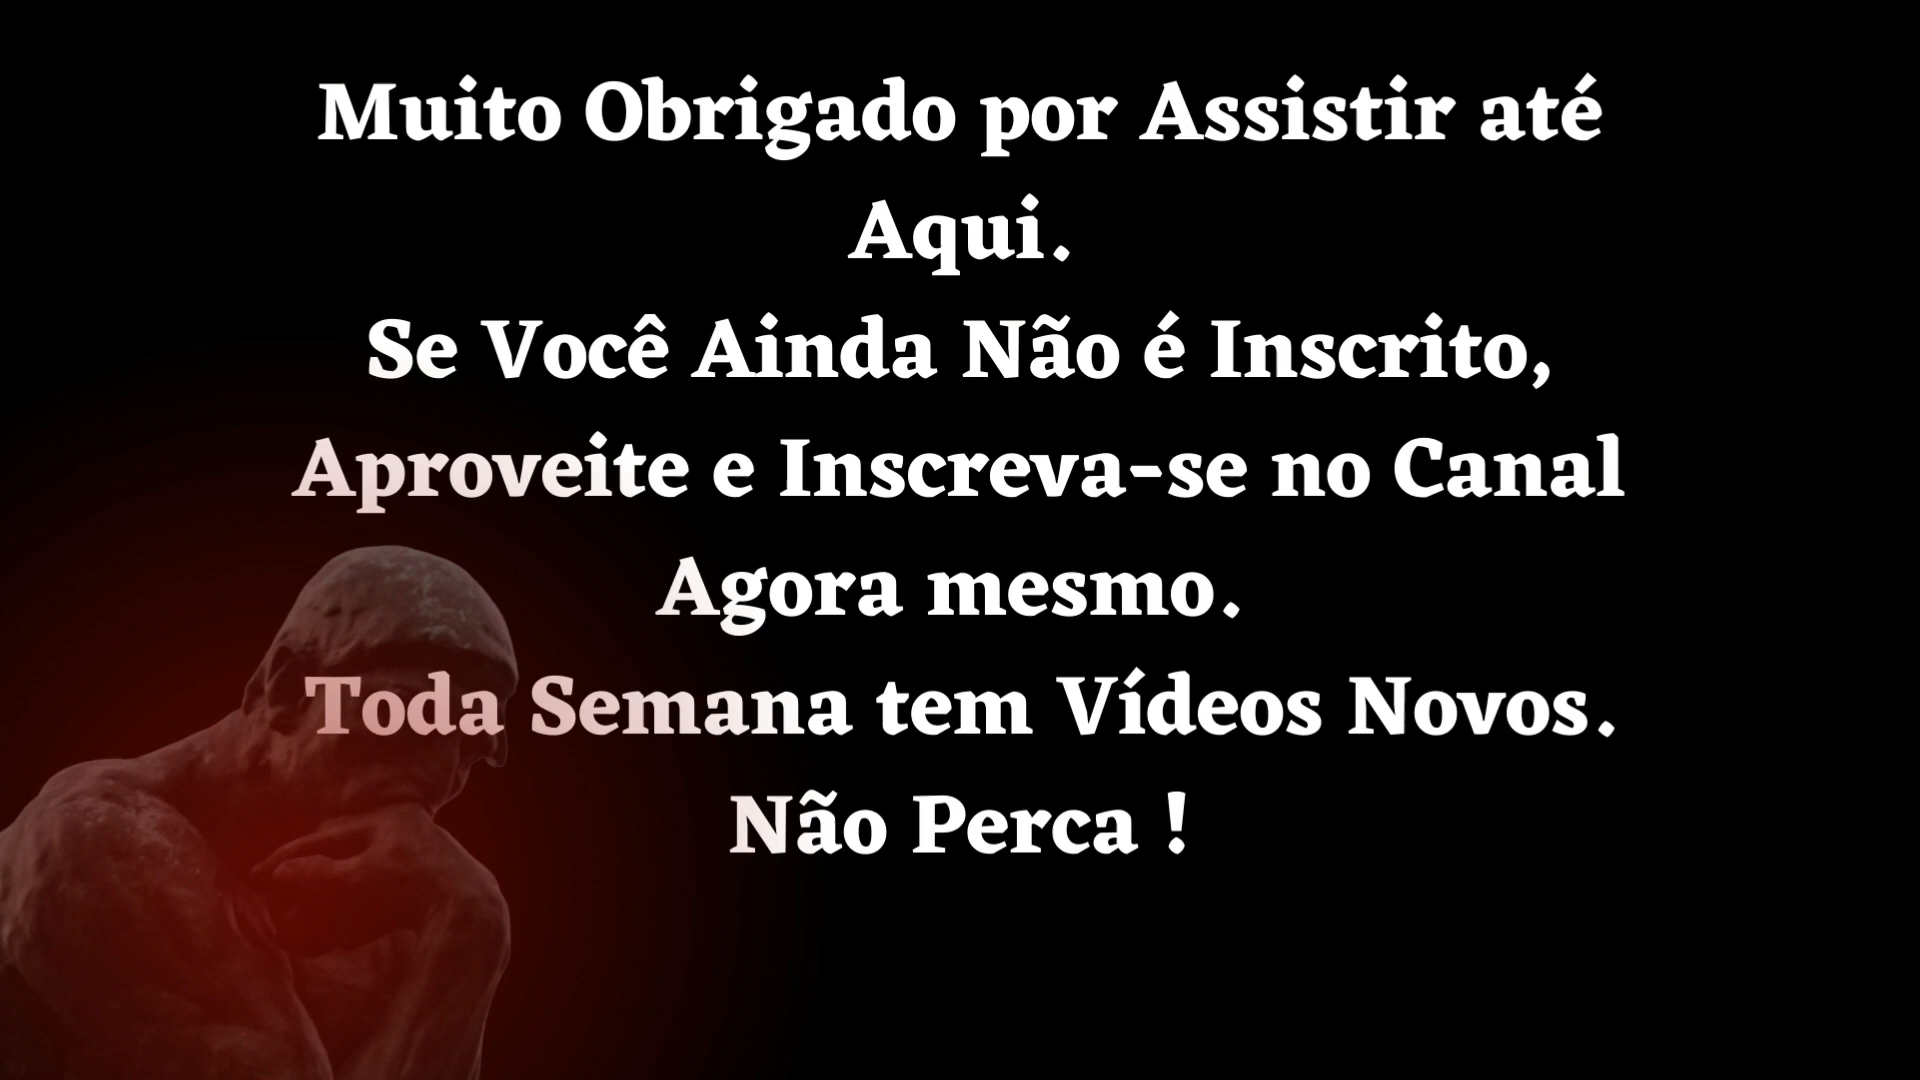 Muito Obrigado por Assistir até
Aqui.
Se Você Ainda Não é Inscrito,
Aproveite e Inscreva-se no Canal
Agora mesmo.
Toda Semana tem Vídeos Novos.
Não Perca !